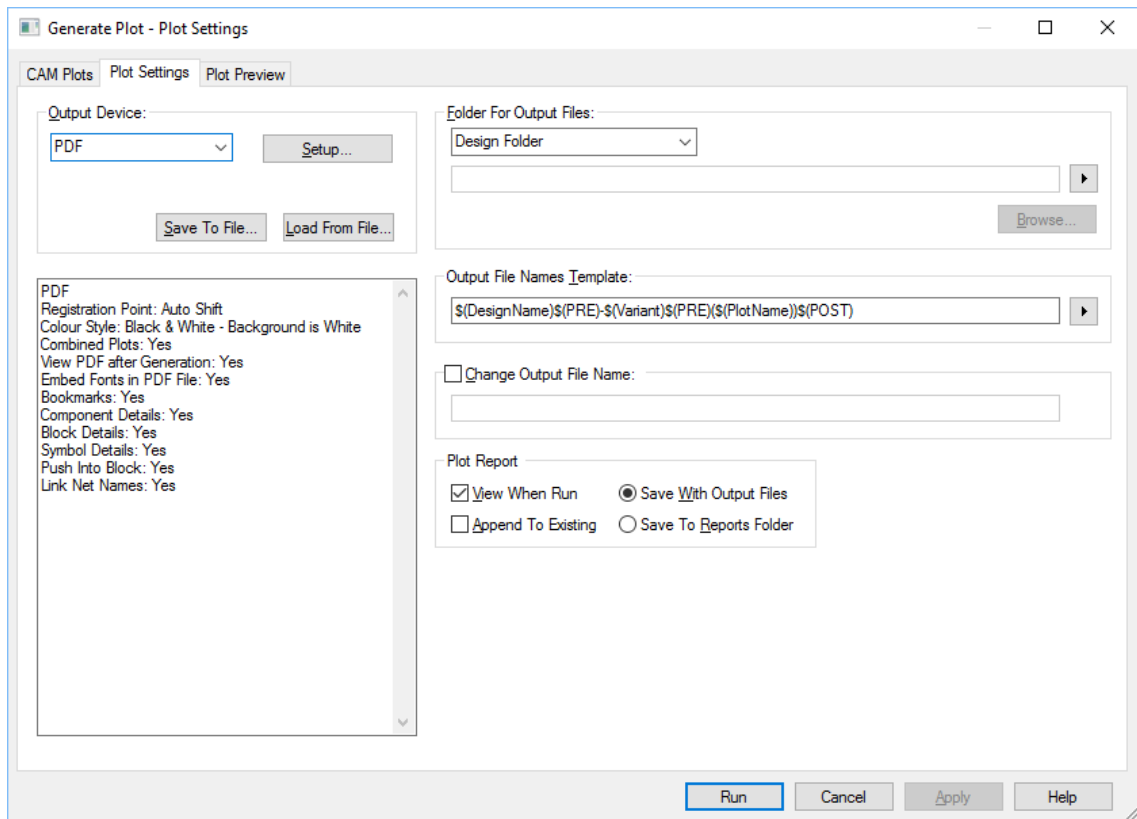 Generate Plot - Plot Settings
CAM Plots
Plot Settings
Plot Preview
Output Device:
PDF
Setup...
Save To File...
Load From File...
PDF
Registration Point: Auto Shift
Colour Style: Black & White - Background is White
Combined Plots: Yes
View PDF after Generation: Yes
Embed Fonts in PDF File: Yes
Bookmarks: Yes
Component Details: Yes
Block Details: Yes
Symbol Details: Yes
Push Into Block: Yes
Link Net Names: Yes
Folder For Output Files:
Design Folder
Browse...
Output File Names Template:
$(DesignName)$(PRE)-$(Variant)$(PRE)($(PlotName))$(POST)
Change Output File Name:
Plot Report
View When Run
Save With Output Files
Append To Existing
Save To Reports Folder
Run
Cancel
Apply
Help